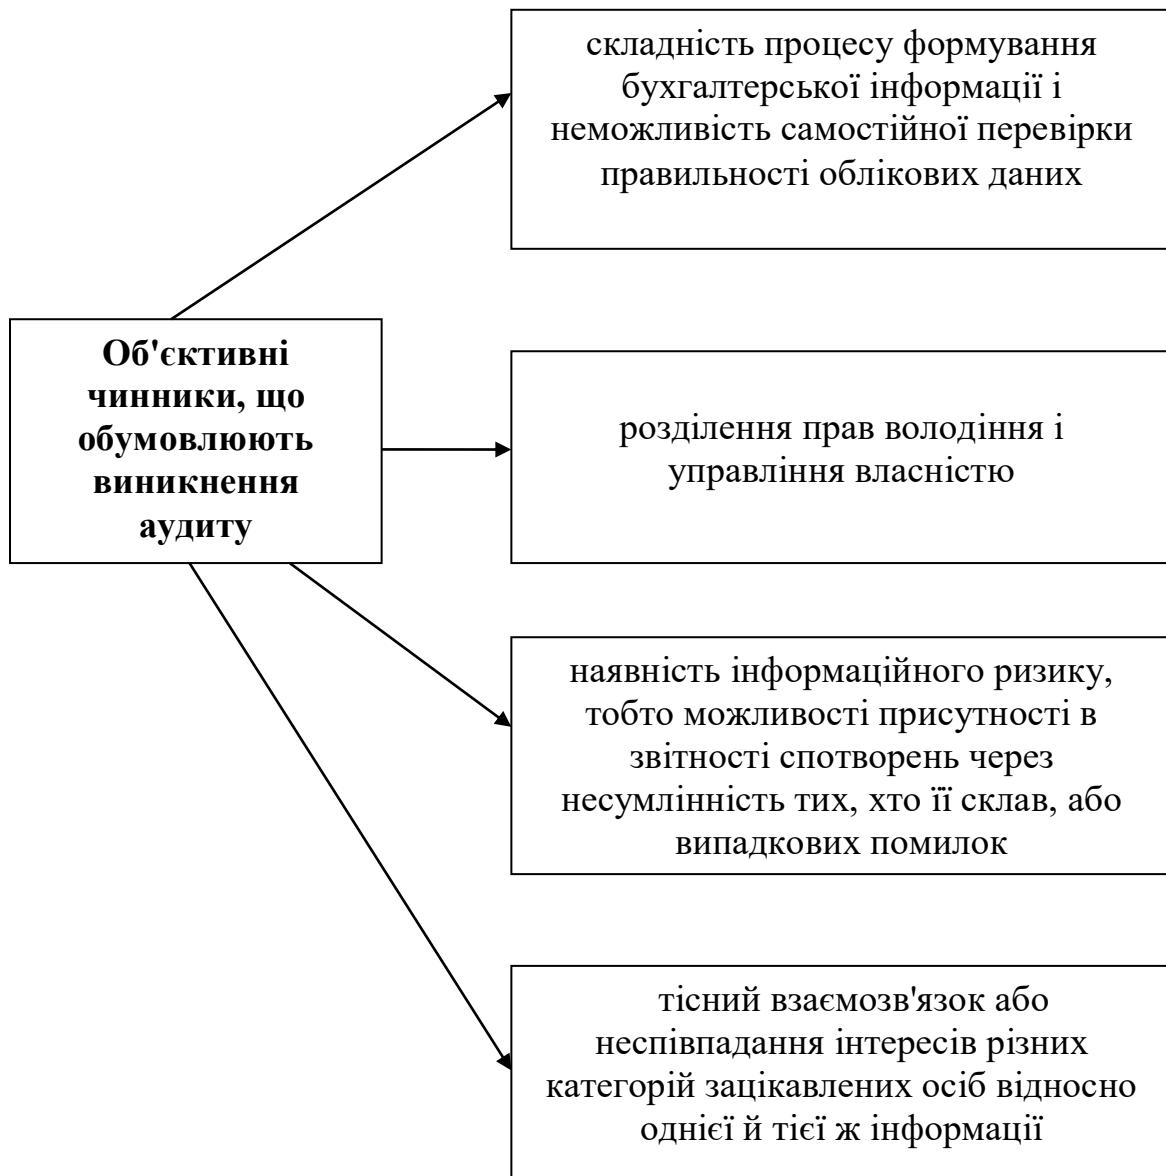 складність процесу формування
бухгалтерської інформації і
неможливість самостійної перевірки
правильності облікових даних
Об'єктивні
чинники, що
обумовлюють
виникнення
аудиту
розділення прав володіння і
управління власністю
наявність інформаційного ризику,
тобто можливості присутності в
звітності спотворень через
несумлінність тих, хто її склав, або
випадкових помилок
тісний взаємозв'язок або
неспівпадання інтересів різних
категорій зацікавлених осіб відносно
однієї й тієї ж інформації